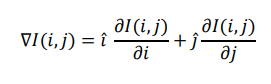 ∇I(i,j) = î ∂I(i,j)/∂i + ĵ ∂I(i,j)/∂j